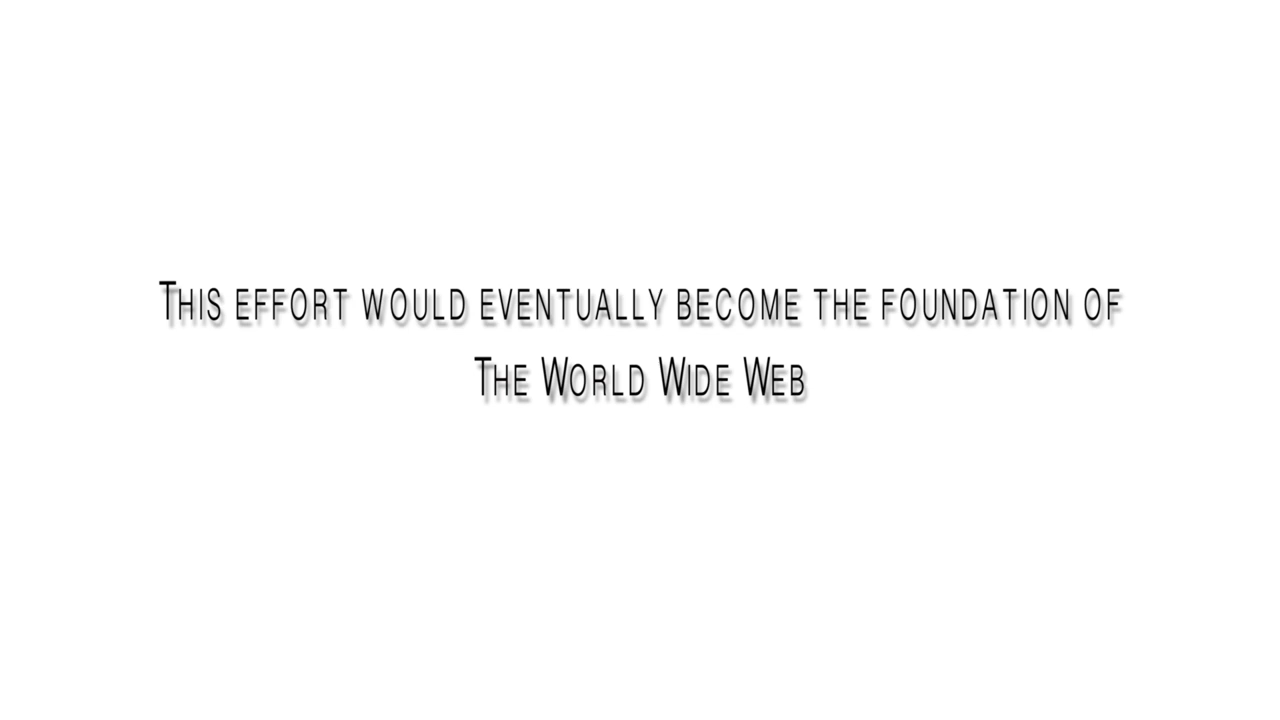 This effort would eventually become the foundation of
The World Wide Web